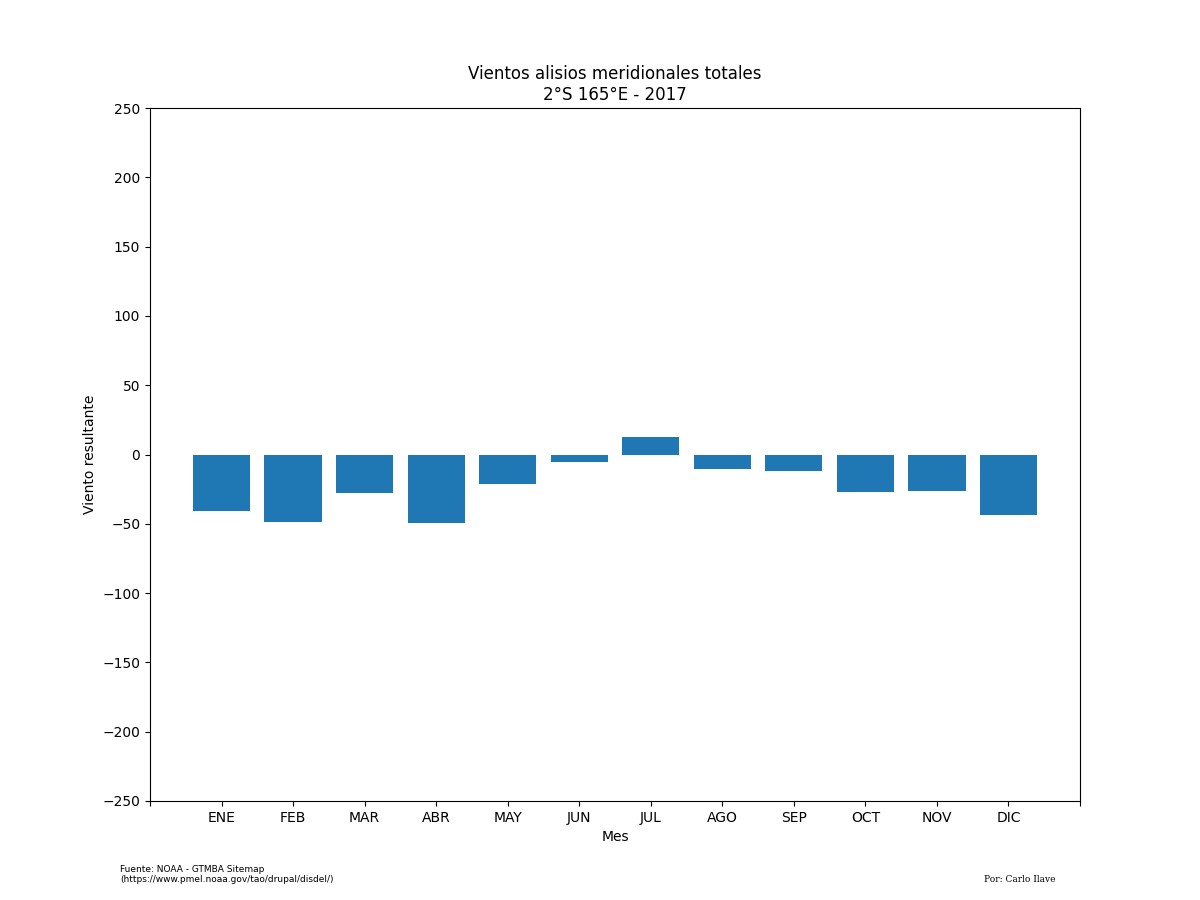 Vientos alisios meridionales totales
2°S 165°E - 2017
250
200
150
100
50
0
−50
−100
−150
−200
−250
Viento resultante
ENE FEB MAR ABR MAY JUN JUL AGO SEP OCT NOV DIC
Mes
Fuente: NOAA - GTMBA Sitemap
(https://www.pmel.noaa.gov/tao/drupal/disdel/)
Por: Carlo Ilave